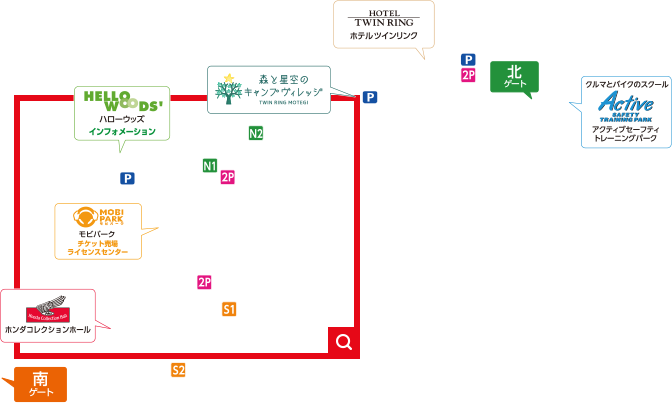 HOTEL
TWIN RING
ホテルツインリンク
P
2P
北
ゲート
クルマとバイクのスクール
Active
SAFETY
TRAINING PARK
アクティブセーフティ
トレーニングパーク
森と星空の
キャンプヴィレッジ
TWIN RING MOTEGI
P
HELLO
WOODS'
ハローウッズ
インフォメーション
N2
N1
2P
P
MOBI
PARK
モビパーク
モビパーク
チケット売場
ライセンスセンター
2P
S1
Honda Collection Hall
ホンダコレクションホール
S2
南
ゲート